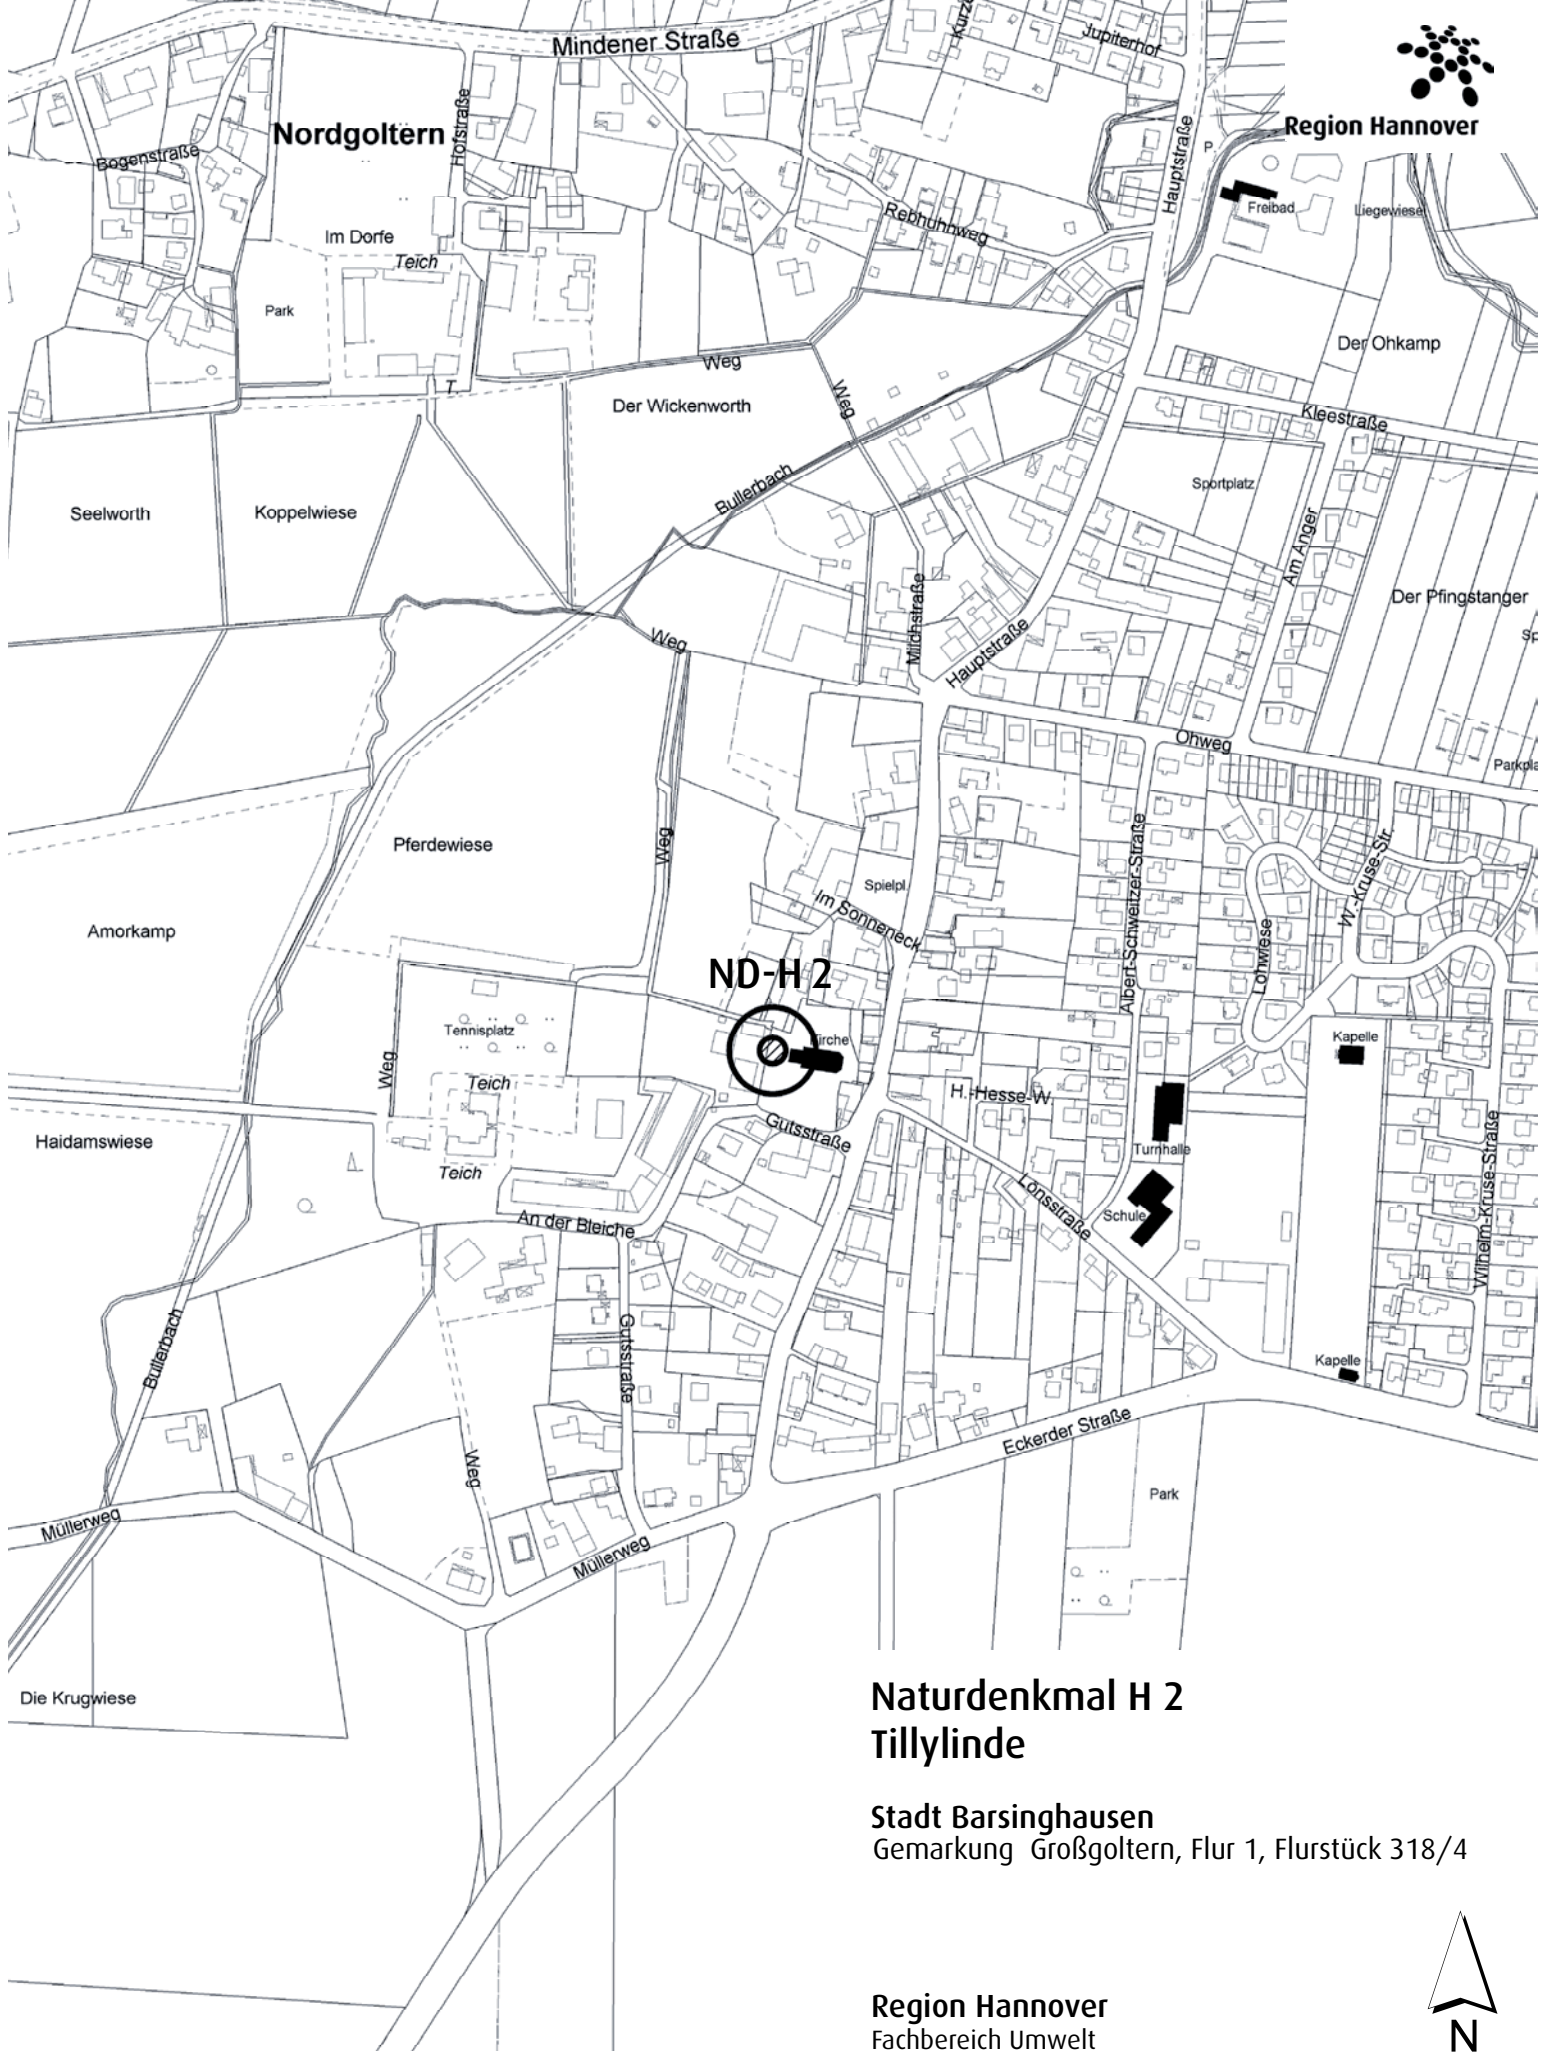 Mindener Straße
Jupiterhof
Region Hannover
Nordgoltern
Hofstraße
Bogenstraße
Hauptstraße
P.
Freibad
Liegewiese
Rebhuhnweg
Im Dorfe
Teich
Park
Der Ohkamp
Weg
T.
Der Wickenworth
Weg
Kleestraße
Bullerbach
Sportplatz
Seelworth
Koppelwiese
Am Anger
Der Pfingstanger
Milchstraße
Hauptstraße
Weg
Ohweg
Pferdewiese
Weg
Albert-Schweitzer-Straße
W.-Kruse-Str.
Spielpl.
Im Sonneneck
Amorkamp
Lohwiese
ND-H 2
Tennisplatz
Kirche
Kapelle
Weg
Teich
H.-Hesse-W.
Gutsstraße
Haidamswiese
Turnhalle
Wilhelm-Kruse-Straße
Teich
Lönsstraße
Schule
An der Bleiche
Bullerbach
Gutsstraße
Kapelle
Eckerder Straße
Weg
Park
Müllerweg
Müllerweg
Die Krugwiese
Naturdenkmal H 2
Tillylinde
Stadt Barsinghausen
Gemarkung Großgoltern, Flur 1, Flurstück 318/4
Region Hannover
Fachbereich Umwelt
N